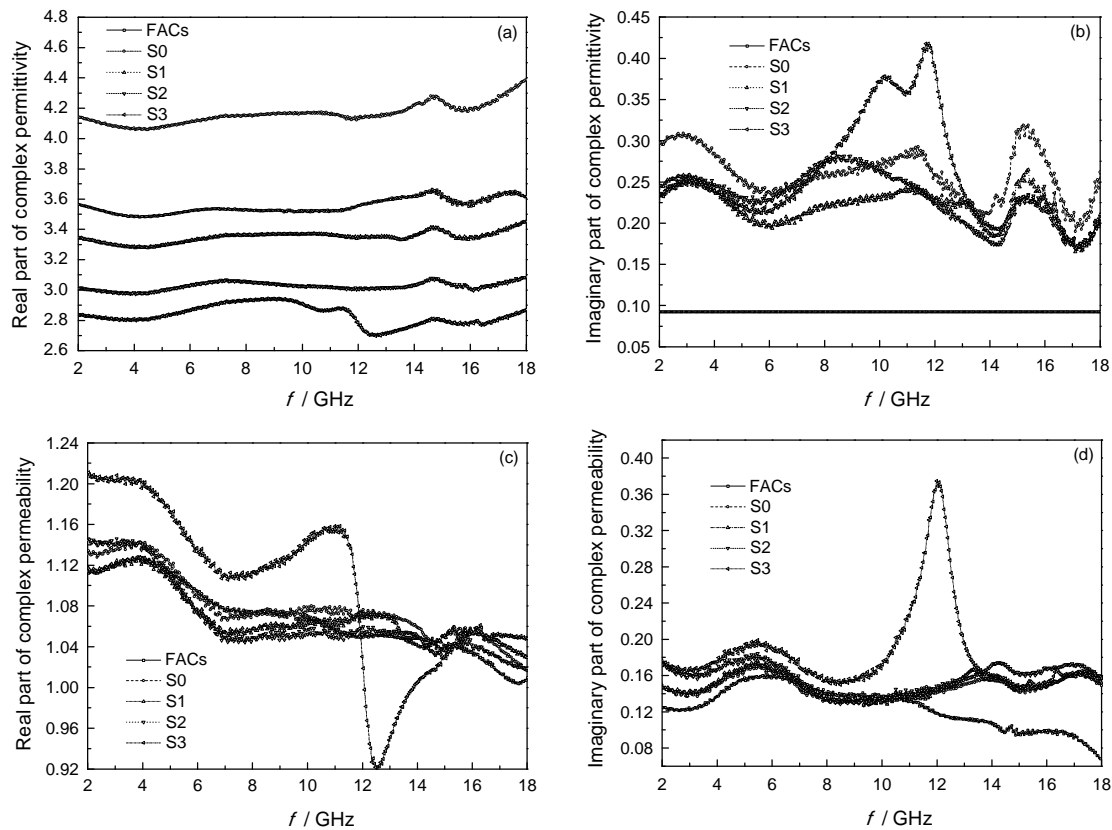 (a)
FACs
S0
S1
S2
S3
4.8
4.6
4.4
4.2
4.0
3.8
3.6
3.4
3.2
3.0
2.8
2.6
Real part of complex permittivity
2 4 6 8 10 12 14 16 18
f / GHz
(b)
FACs
S0
S1
S2
S3
0.45
0.40
0.35
0.30
0.25
0.20
0.15
0.10
0.05
Imaginary part of complex permittivity
2 4 6 8 10 12 14 16 18
f / GHz
(c)
1.24
1.20
1.16
1.12
1.08
1.04
1.00
0.96
0.92
Real part of complex permeability
FACs
S0
S1
S2
S3
2 4 6 8 10 12 14 16 18
f / GHz
(d)
0.40
0.36
0.32
0.28
0.24
0.20
0.16
0.12
0.08
Imaginary part of complex permeability
FACs
S0
S1
S2
S3
2 4 6 8 10 12 14 16 18
f / GHz